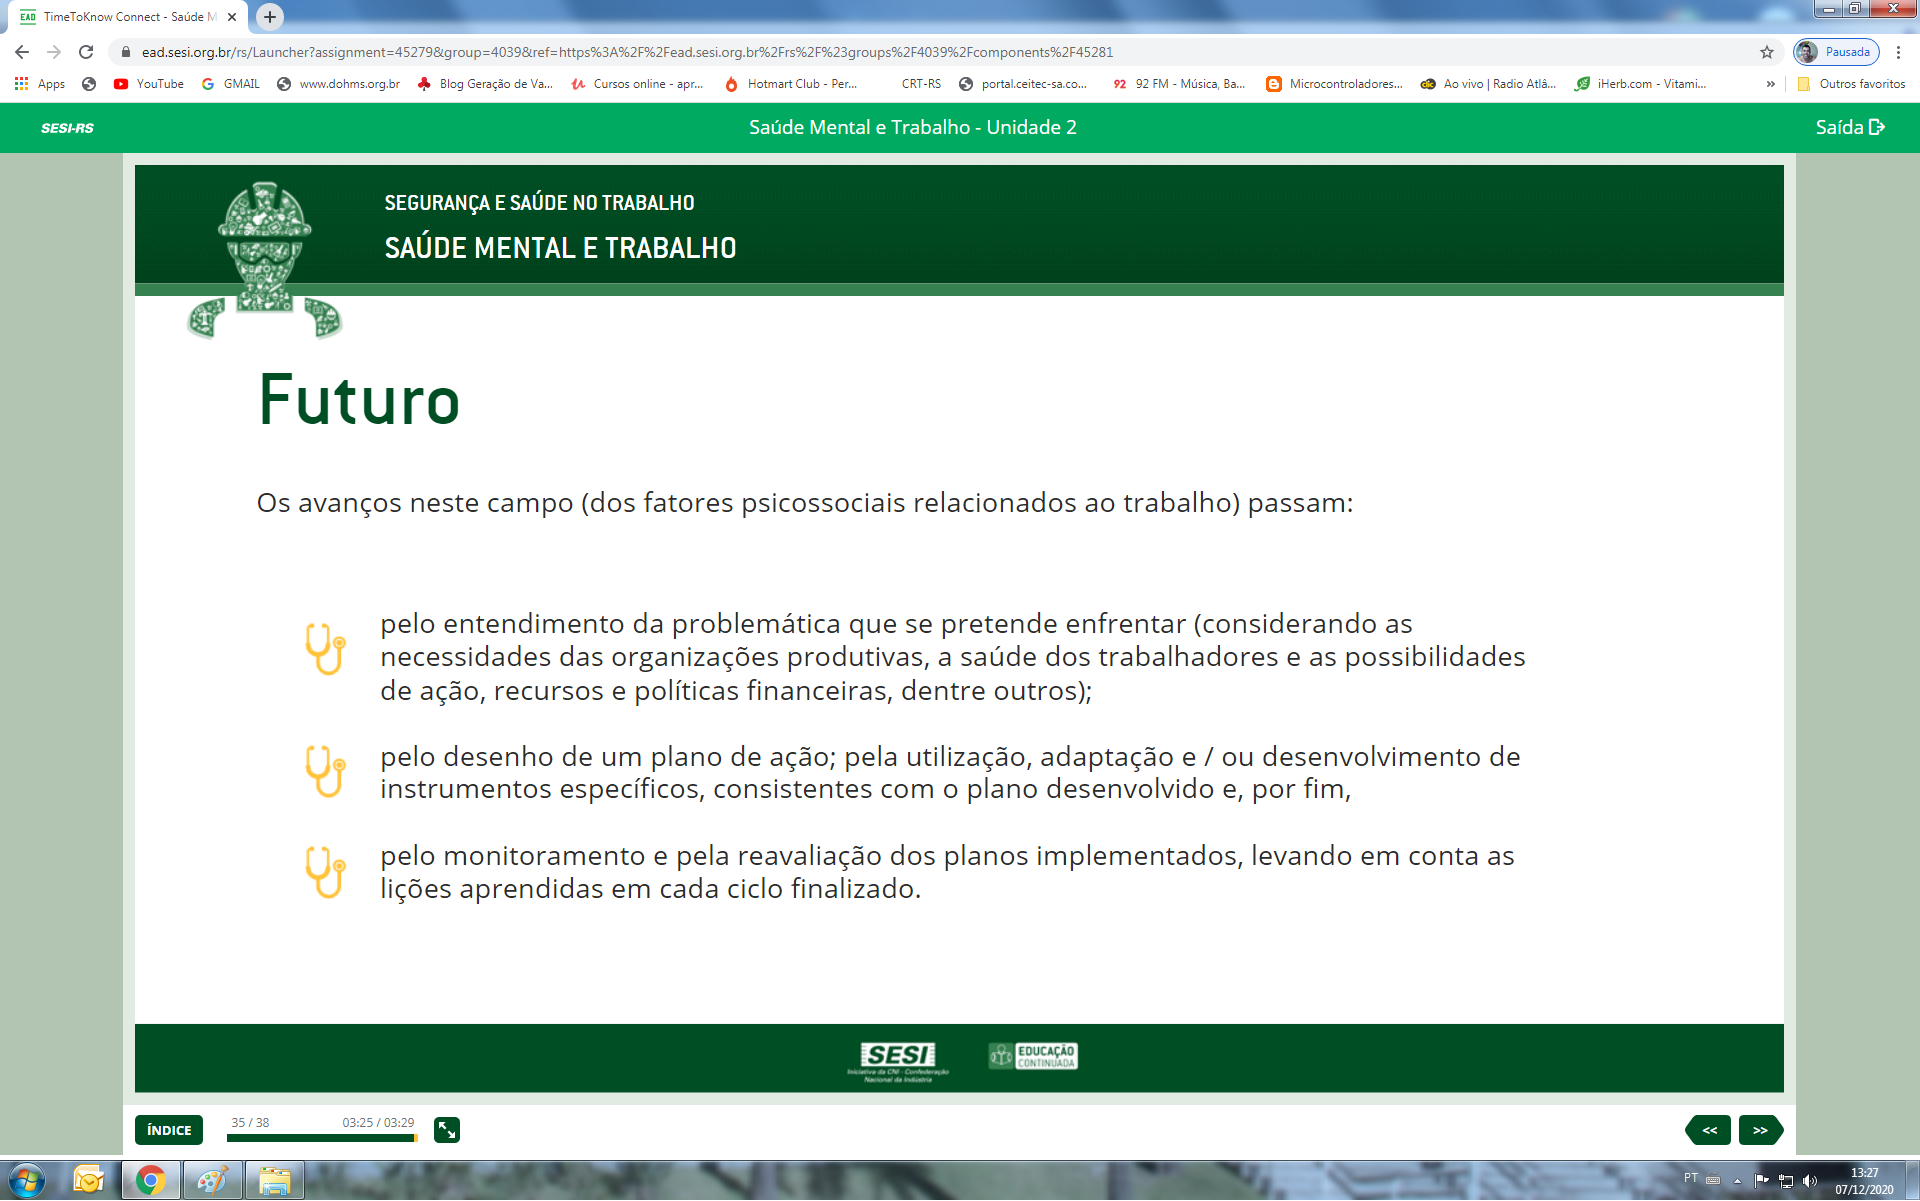 EAD
TimeToKnow Connect - Saúde M
ead.sesi.org.br/rs/Launcher?assignment=45279&group=4039&ref=https%3A%2F%2Fead.sesi.org.br%2Frs%2F%23groups%2F4039%2Fcomponents%2F45281
Pausada
Apps
YouTube
GMAIL
www.dohms.org.br
Blog Geração de Va...
Cursos online - apr...
Hotmart Club - Per...
CRT-RS
portal.ceitec-sa.co...
92 92 FM - Música, Ba...
Microcontroladores...
Ao vivo | Radio Atlâ...
iHerb.com - Vitami...
»
Outros favoritos
SESI-RS
Saúde Mental e Trabalho - Unidade 2
Saída
SEGURANÇA E SAÚDE NO TRABALHO
SAÚDE MENTAL E TRABALHO
Futuro
Os avanços neste campo (dos fatores psicossociais relacionados ao trabalho) passam:
pelo entendimento da problemática que se pretende enfrentar (considerando as
necessidades das organizações produtivas, a saúde dos trabalhadores e as possibilidades
de ação, recursos e políticas financeiras, dentre outros);
pelo desenho de um plano de ação; pela utilização, adaptação e / ou desenvolvimento de
instrumentos específicos, consistentes com o plano desenvolvido e, por fim,
pelo monitoramento e pela reavaliação dos planos implementados, levando em conta as
lições aprendidas em cada ciclo finalizado.
SESI
Iniciativa da CNI - Confederação
Nacional da Indústria
EDUCAÇÃO
CONTINUADA
ÍNDICE
35 / 38
03:25 / 03:29
<<
>>
PT
13:27
07/12/2020